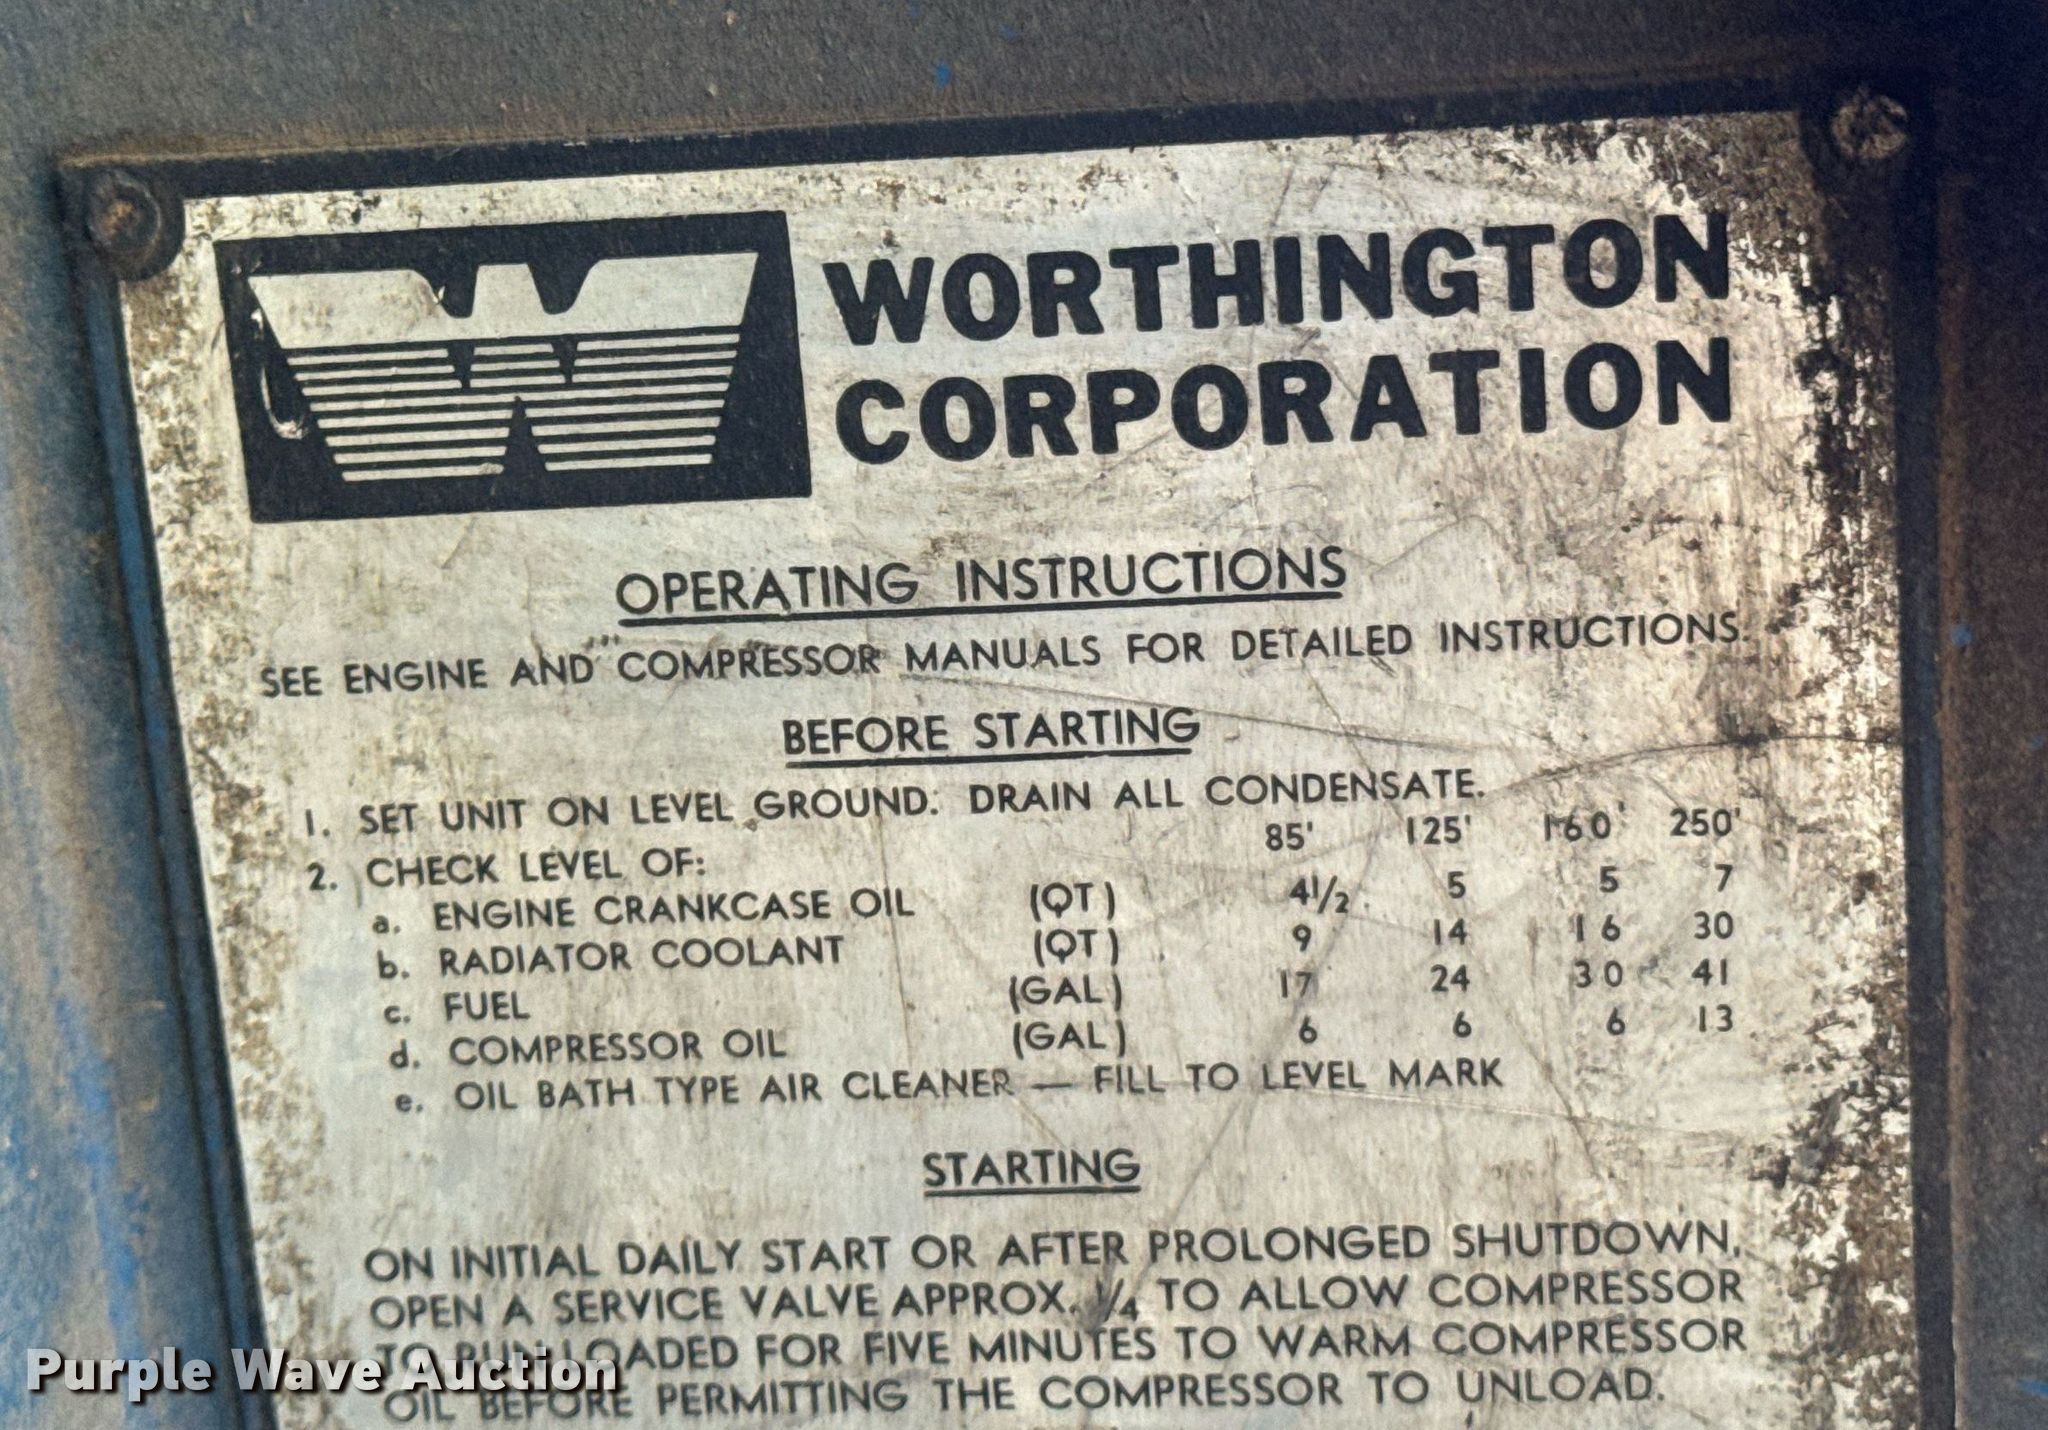 WORTHINGTON
CORPORATION
OPERATING INSTRUCTIONS
SEE ENGINE AND COMPRESSOR MANUALS FOR DETAILED INSTRUCTIONS.
BEFORE STARTING
1. SET UNIT ON LEVEL GROUND. DRAIN ALL CONDENSATE.
85' 125' 160' 250'
2. CHECK LEVEL OF:
a. ENGINE CRANKCASE OIL (QT) 4½ 5 5 7
b. RADIATOR COOLANT (QT) 9 14 16 30
c. FUEL (GAL) 17 24 30 41
d. COMPRESSOR OIL (GAL) 6 6 6 13
e. OIL BATH TYPE AIR CLEANER — FILL TO LEVEL MARK
STARTING
ON INITIAL DAILY START OR AFTER PROLONGED SHUTDOWN,
OPEN A SERVICE VALVE APPROX. ¼ TO ALLOW COMPRESSOR
TO RUN LOADED FOR FIVE MINUTES TO WARM COMPRESSOR
OIL BEFORE PERMITTING THE COMPRESSOR TO UNLOAD.
Purple Wave Auction